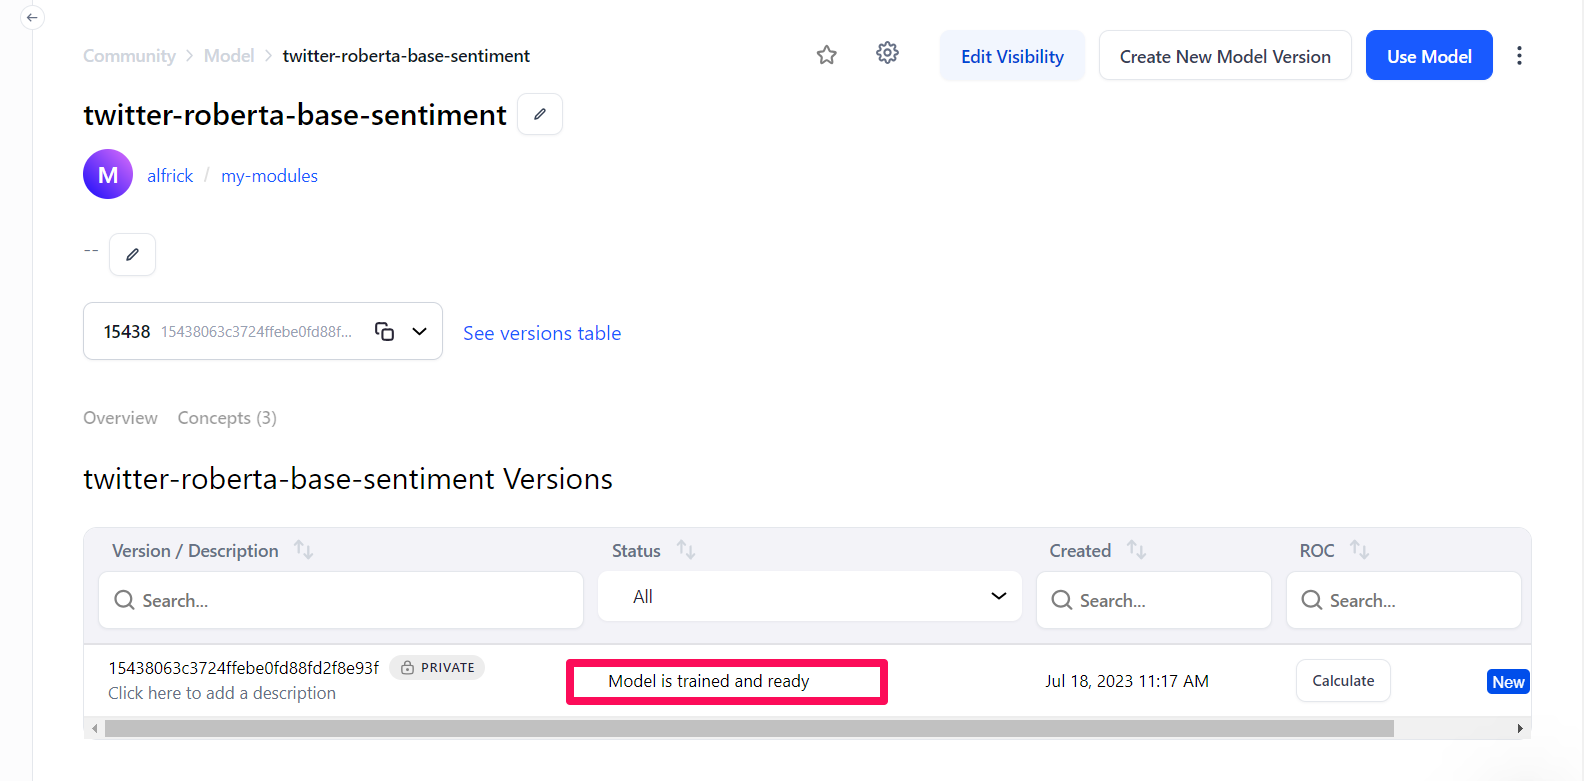 Community > Model > twitter-roberta-base-sentiment
Edit Visibility
Create New Model Version
Use Model
twitter-roberta-base-sentiment
M
alfrick / my-modules
--
15438 15438063c3724ffebe0fd88f...
See versions table
Overview Concepts (3)
twitter-roberta-base-sentiment Versions
Version / Description Status Created ROC
Search... All Search... Search...
15438063c3724ffebe0fd88fd2f8e93f PRIVATE
Click here to add a description
Model is trained and ready
Jul 18, 2023 11:17 AM
Calculate
New